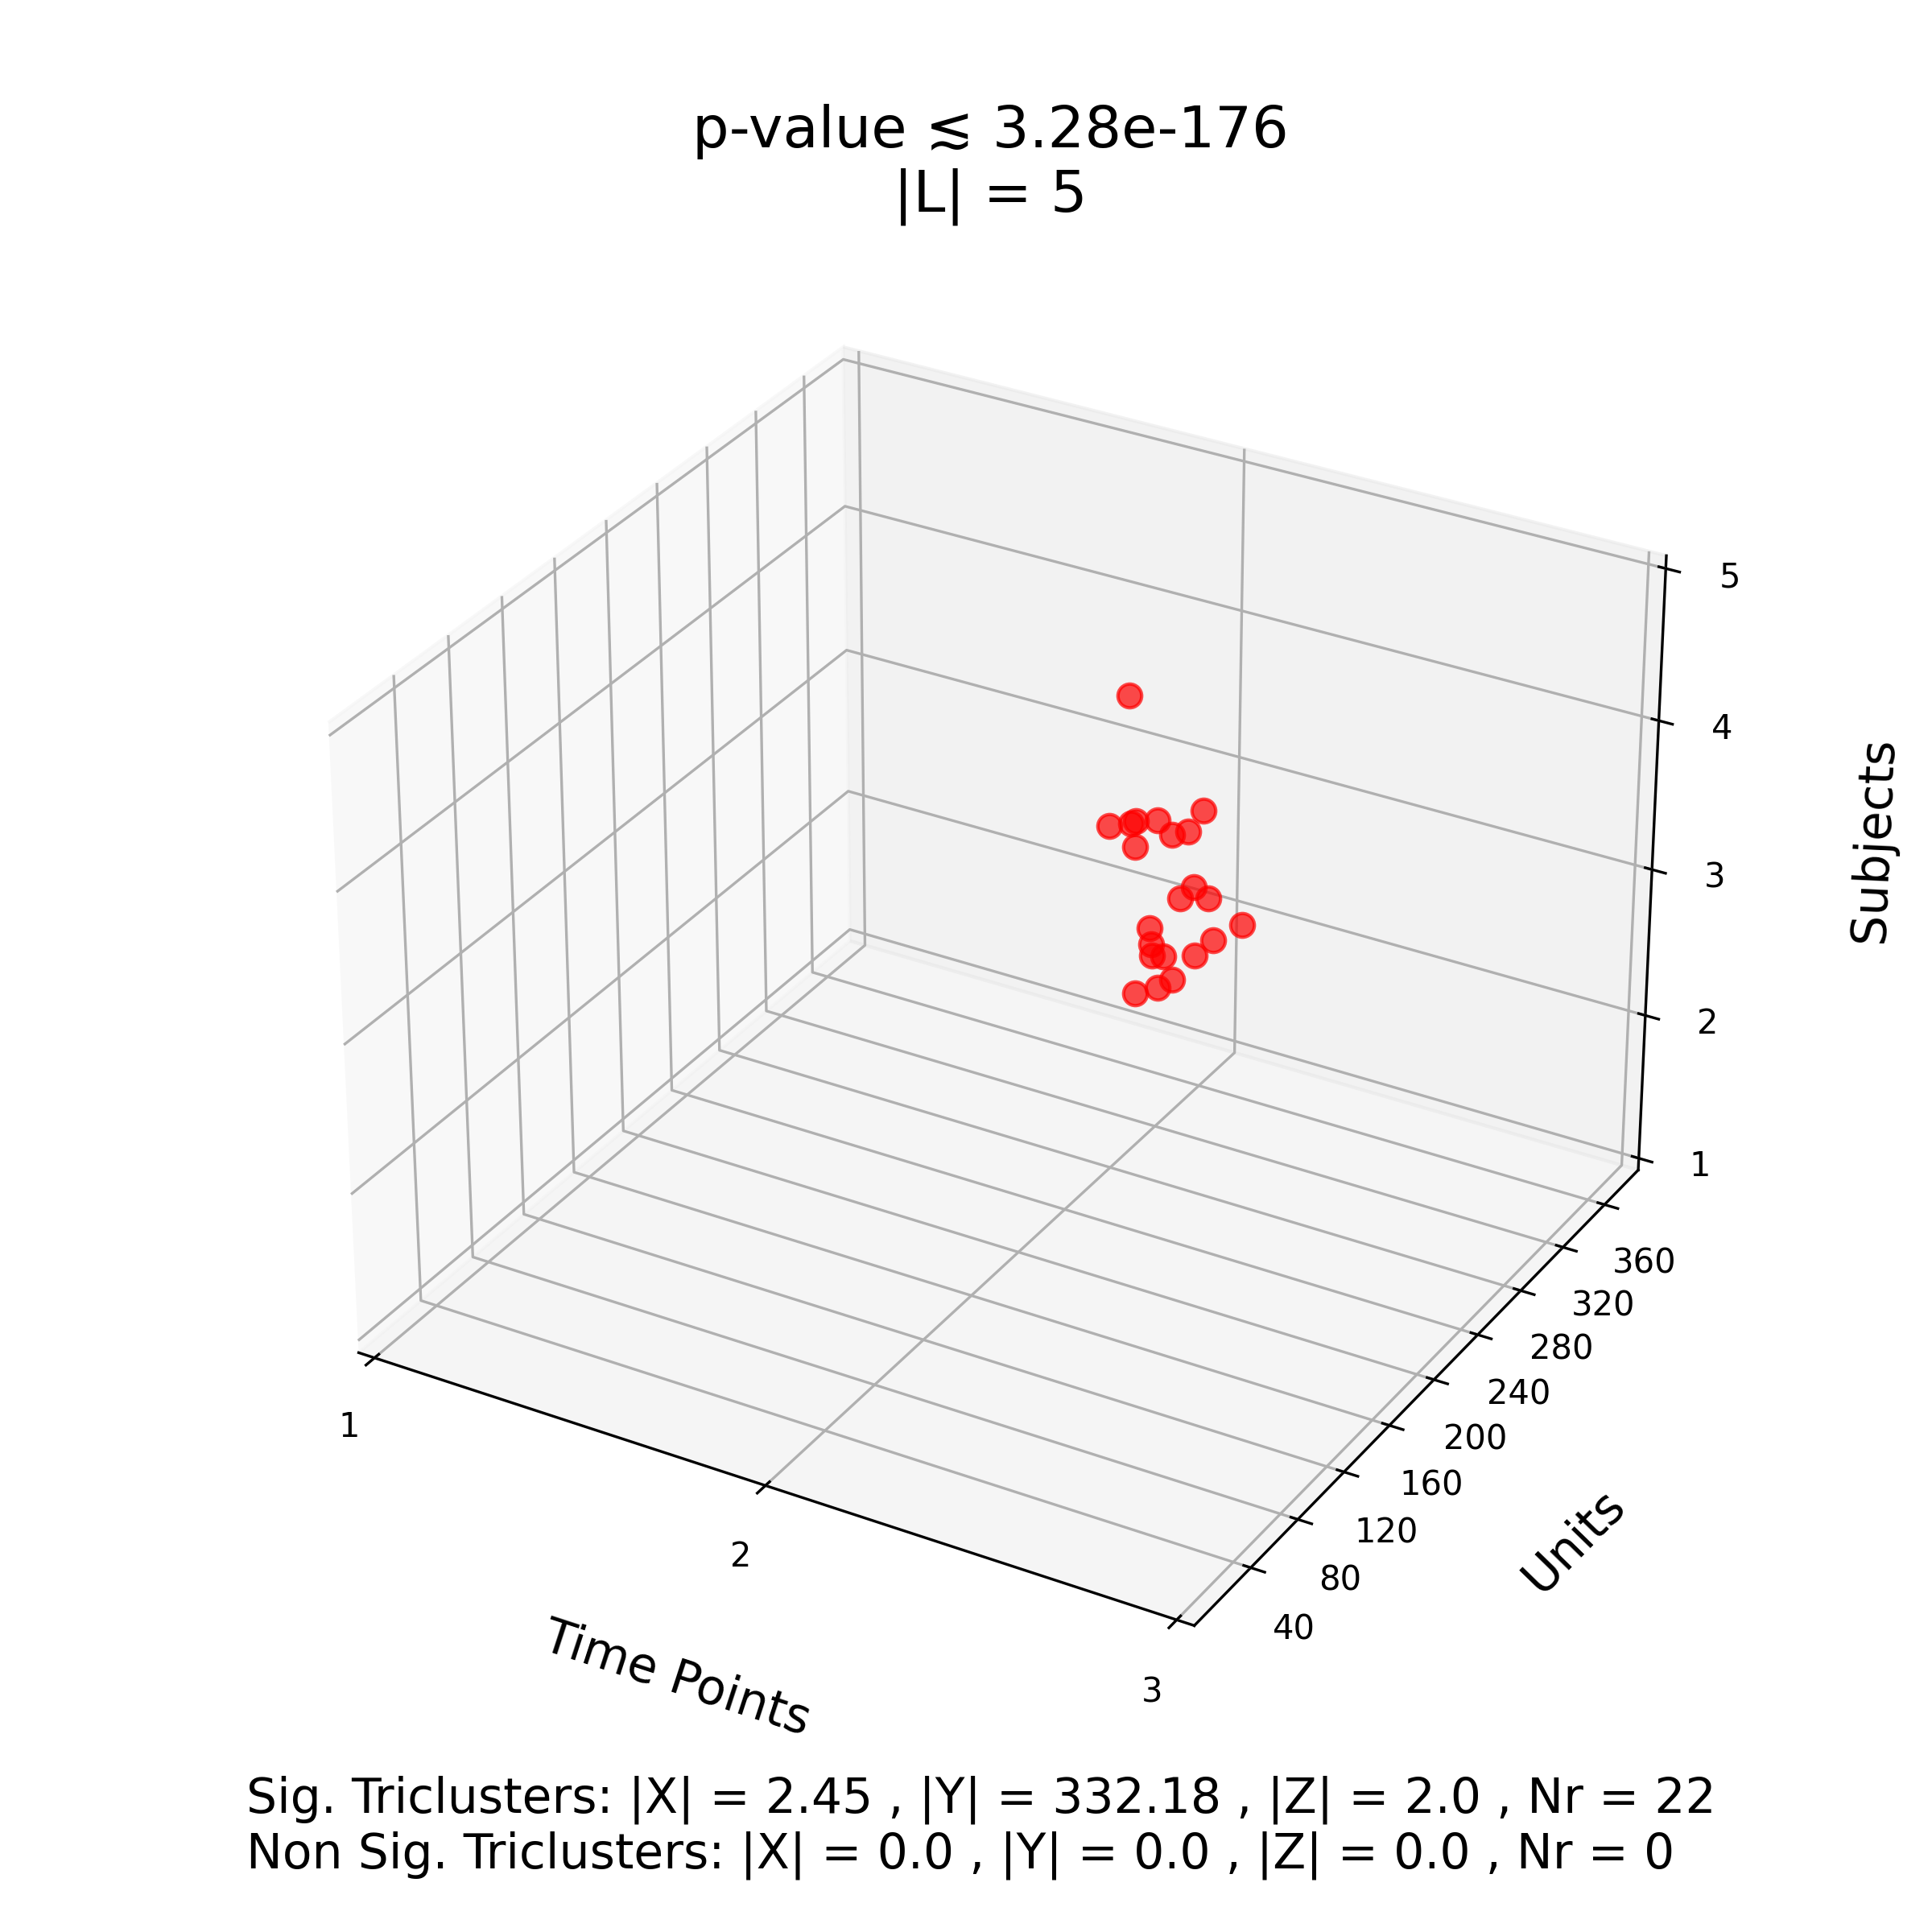 p-value ⪅ 3.28e-176
|L| = 5
5
4
3
2
1
Subjects
360
320
280
240
200
160
120
80
40
Units
1
2
3
Time Points
Sig. Triclusters: |X| = 2.45 , |Y| = 332.18 , |Z| = 2.0 , Nr = 22
Non Sig. Triclusters: |X| = 0.0 , |Y| = 0.0 , |Z| = 0.0 , Nr = 0